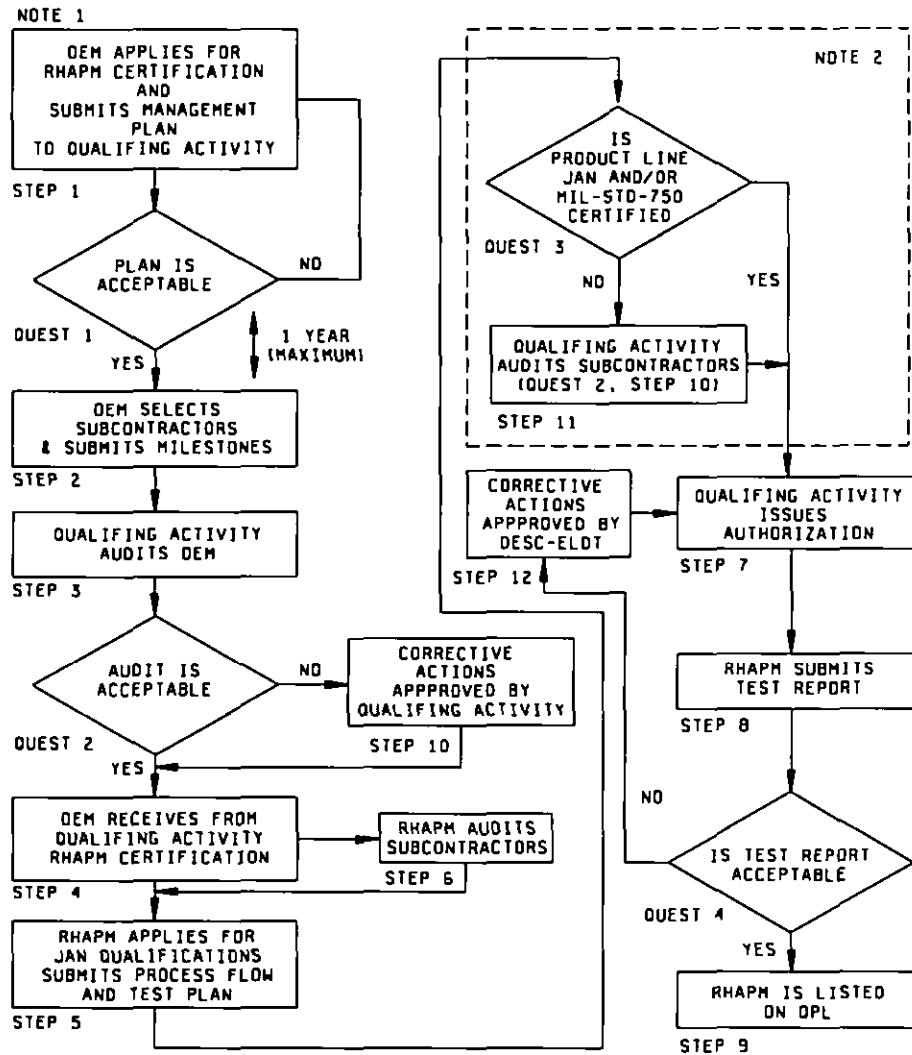 NOTE 1
OEM APPLIES FOR
RHAPM CERTIFICATION
AND
SUBMITS MANAGEMENT
PLAN
TO QUALIFING ACTIVITY
STEP 1
PLAN IS
ACCEPTABLE
NO
QUEST 1
YES
1 YEAR
(MAXIMUM)
OEM SELECTS
SUBCONTRACTORS
& SUBMITS MILESTONES
STEP 2
QUALIFING ACTIVITY
AUDITS OEM
STEP 3
AUDIT IS
ACCEPTABLE
NO
QUEST 2
YES
CORRECTIVE
ACTIONS
APPPROVED BY
QUALIFING ACTIVITY
STEP 10
OEM RECEIVES FROM
QUALIFING ACTIVITY
RHAPM CERTIFICATION
STEP 4
RHAPM AUDITS
SUBCONTRACTORS
STEP 6
RHAPM APPLIES FOR
JAN QUALIFICATIONS
SUBMITS PROCESS FLOW
AND TEST PLAN
STEP 5
NOTE 2
IS
PRODUCT LINE
JAN AND/OR
MIL-STD-750
CERTIFIED
QUEST 3
NO
YES
QUALIFING ACTIVITY
AUDITS SUBCONTRACTORS
(QUEST 2, STEP 10)
STEP 11
CORRECTIVE
ACTIONS
APPPROVED BY
DESC-ELDT
STEP 12
QUALIFING ACTIVITY
ISSUES
AUTHORIZATION
STEP 7
RHAPM SUBMITS
TEST REPORT
STEP 8
NO
IS TEST REPORT
ACCEPTABLE
QUEST 4
YES
RHAPM IS LISTED
ON QPL
STEP 9